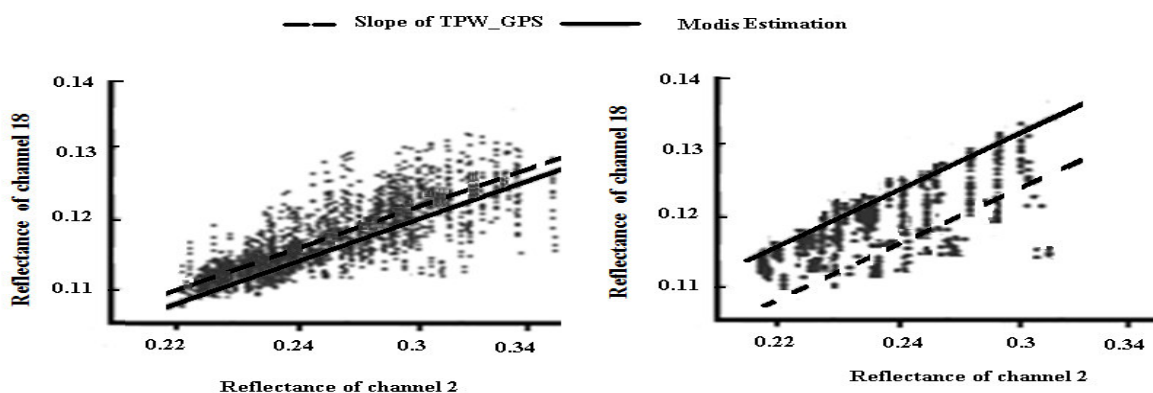 Slope of TPW_GPS
Modis Estimation
Reflectance of channel 18
0.14
0.13
0.12
0.11
0.22
0.24
0.3
0.34
Reflectance of channel 2
Reflectance of channel 18
0.14
0.13
0.12
0.11
0.22
0.24
0.3
0.34
Reflectance of channel 2